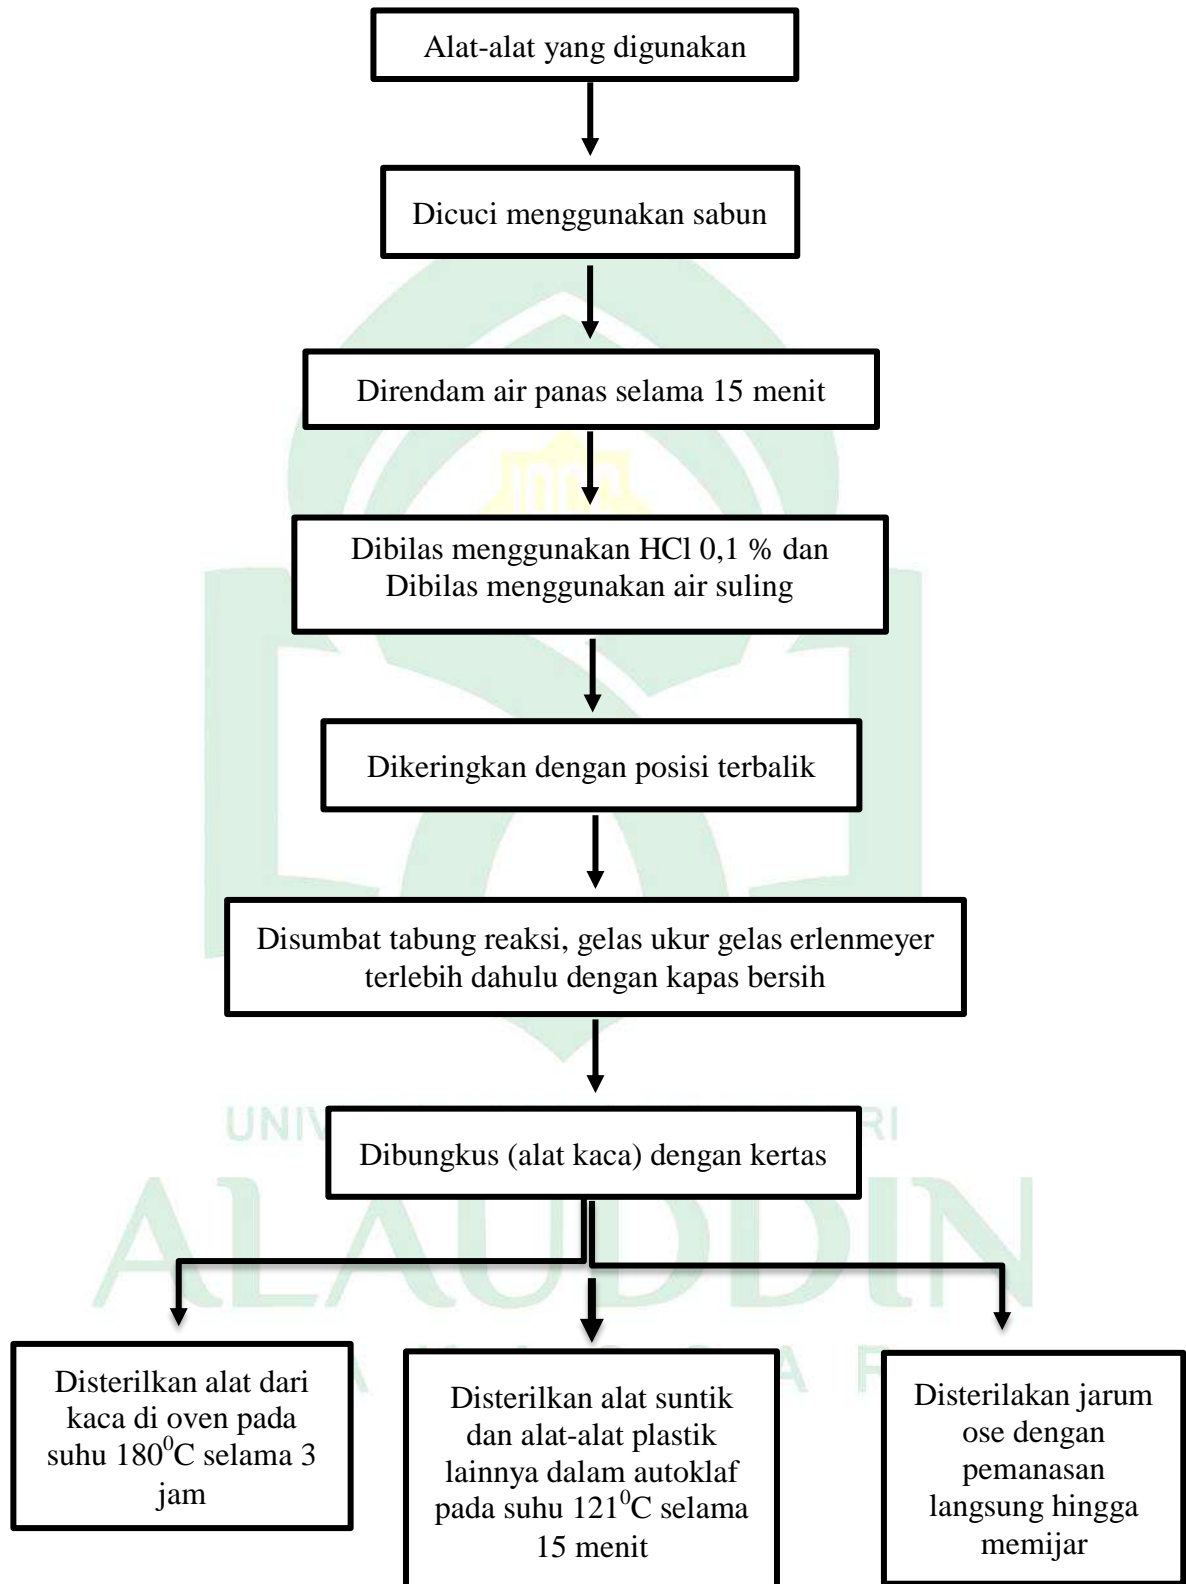 Alat-alat yang digunakan
Dicuci menggunakan sabun
Direndam air panas selama 15 menit
Dibilas menggunakan HCl 0,1 % dan
Dibilas menggunakan air suling
Dikeringkan dengan posisi terbalik
Disumbat tabung reaksi, gelas ukur gelas erlenmeyer
terlebih dahulu dengan kapas bersih
Dibungkus (alat kaca) dengan kertas
ALAUDDIN
Disterilkan alat dari
kaca di oven pada
suhu 180⁰C selama 3
jam
Disterilkan alat suntik
dan alat-alat plastik
lainnya dalam autoklaf
pada suhu 121⁰C selama
15 menit
Disterilakan jarum
ose dengan
pemanasan
langsung hingga
memijar